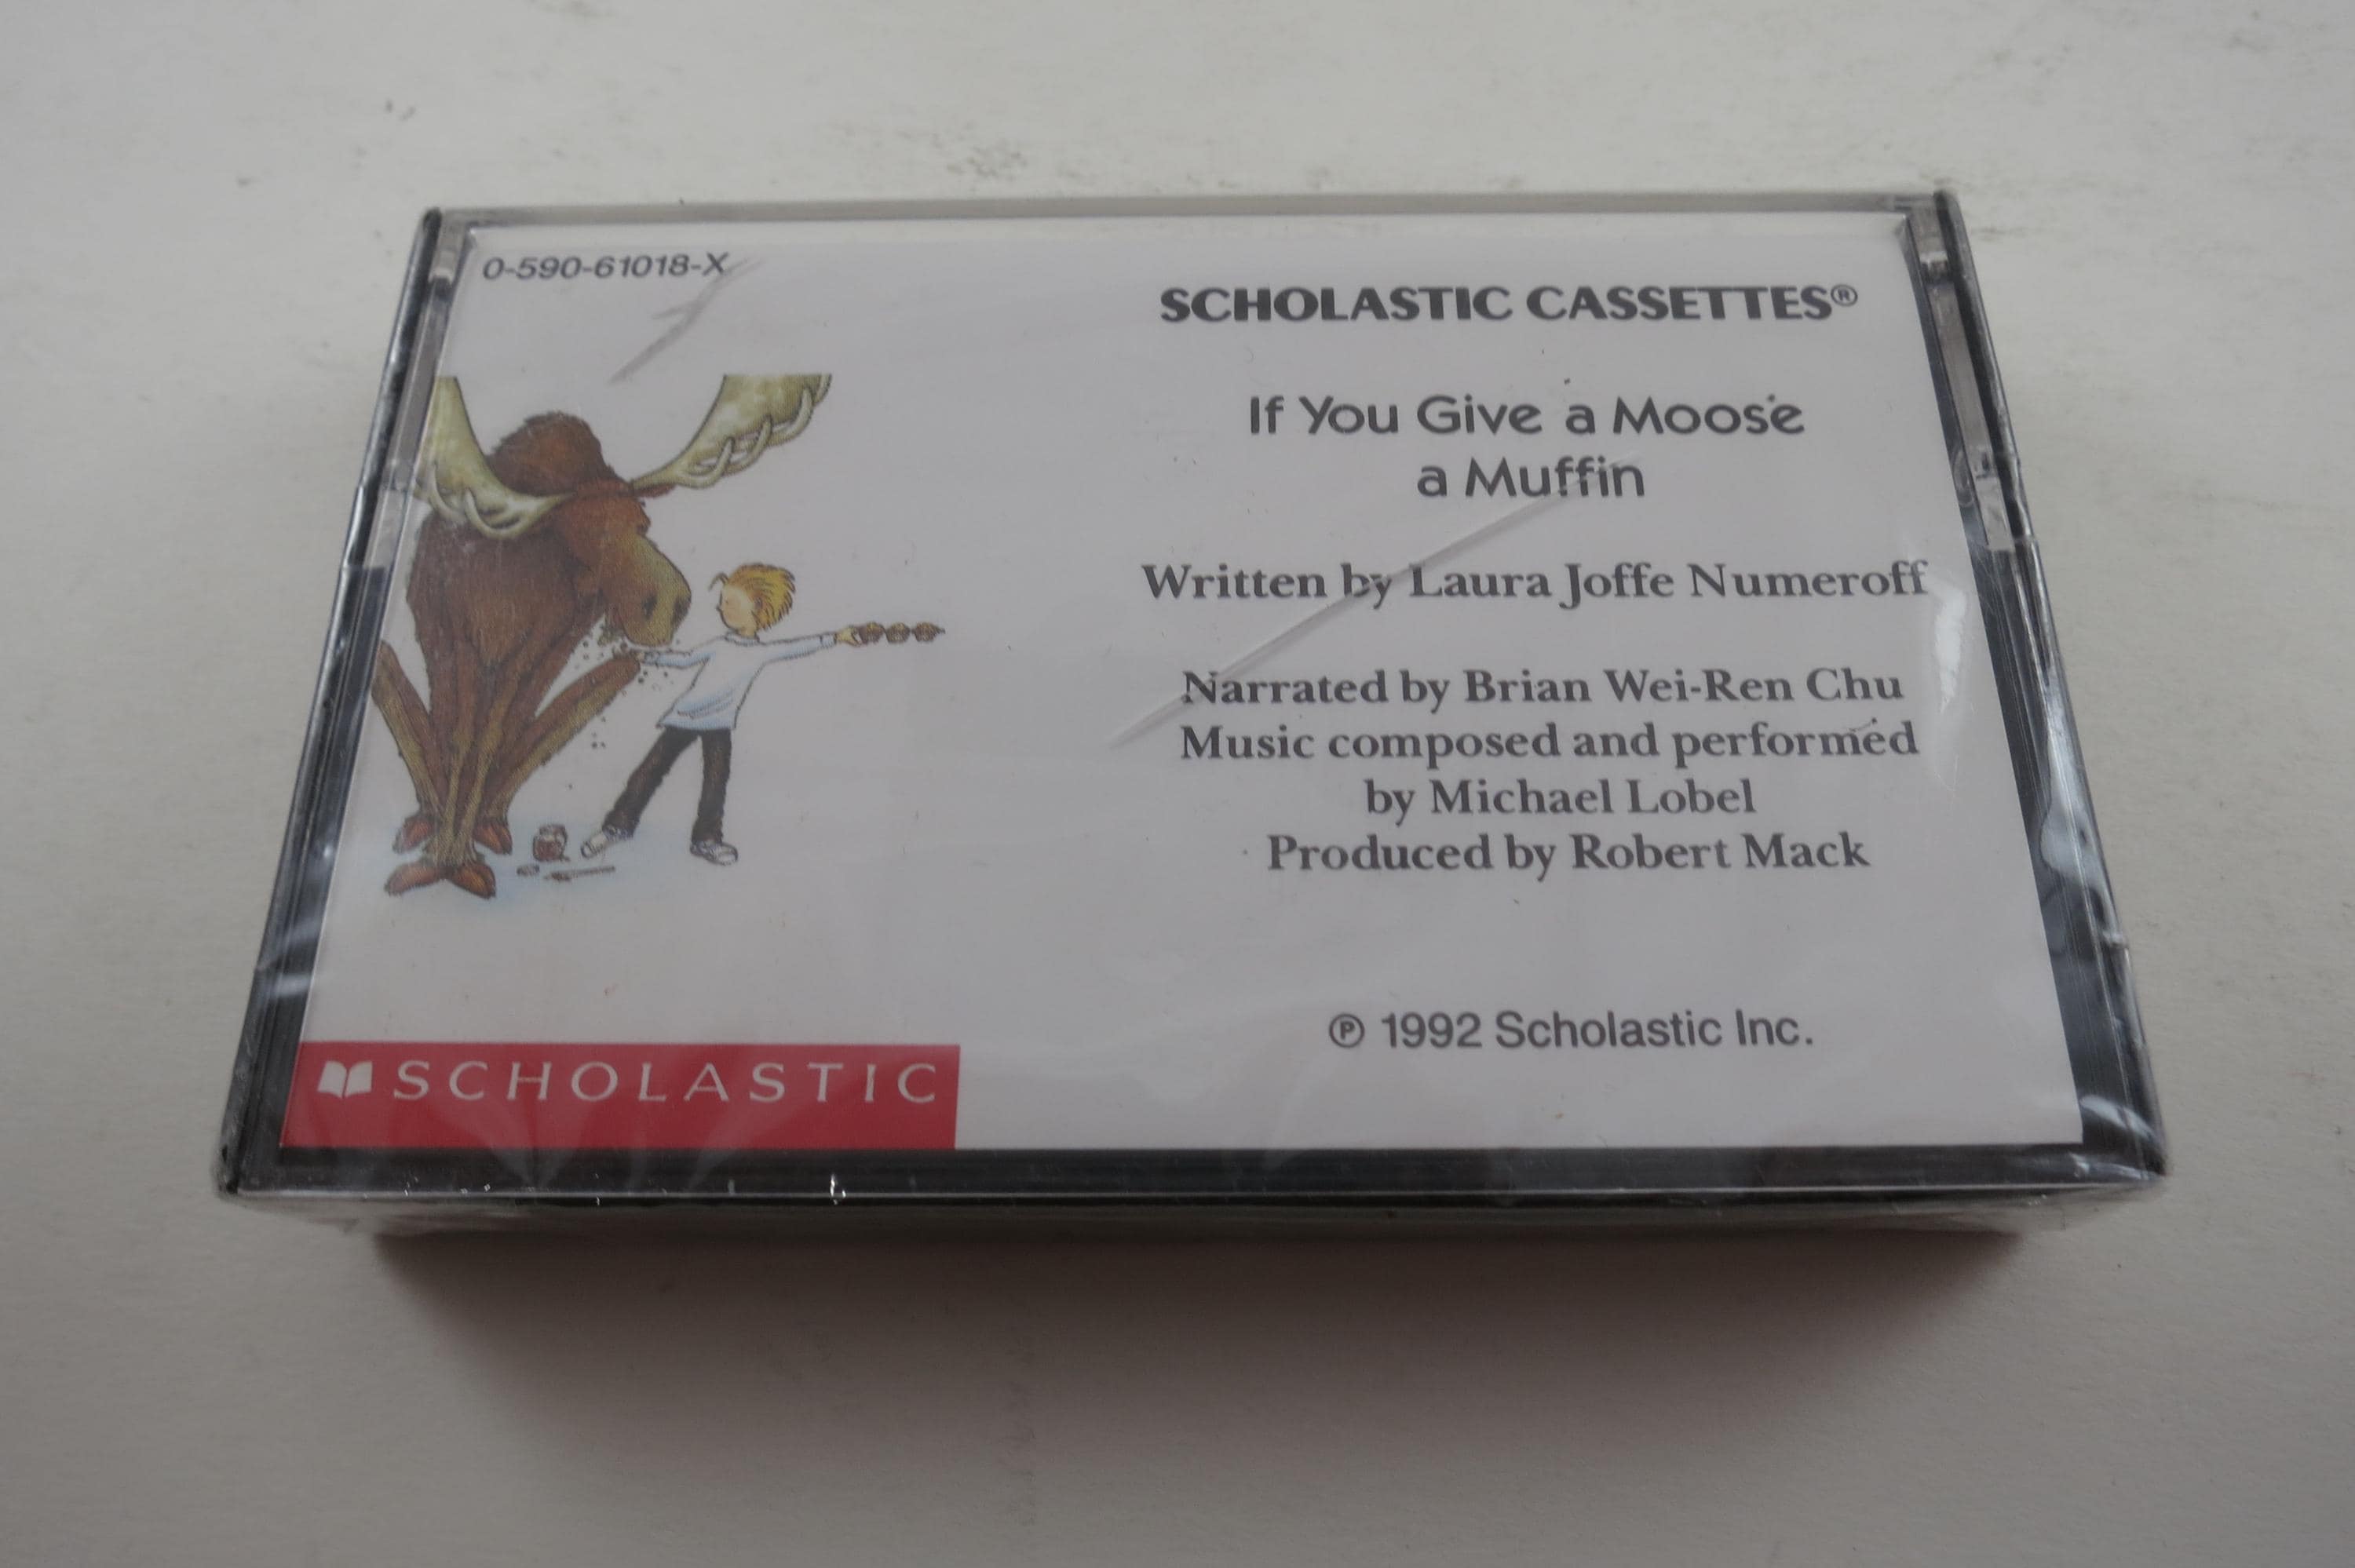 0-590-61018-X
SCHOLASTIC CASSETTES®
If You Give a Moose
a Muffin
Written by Laura Joffe Numeroff
Narrated by Brian Wei-Ren Chu
Music composed and performed
by Michael Lobel
Produced by Robert Mack
℗ 1992 Scholastic Inc.
SCHOLASTIC